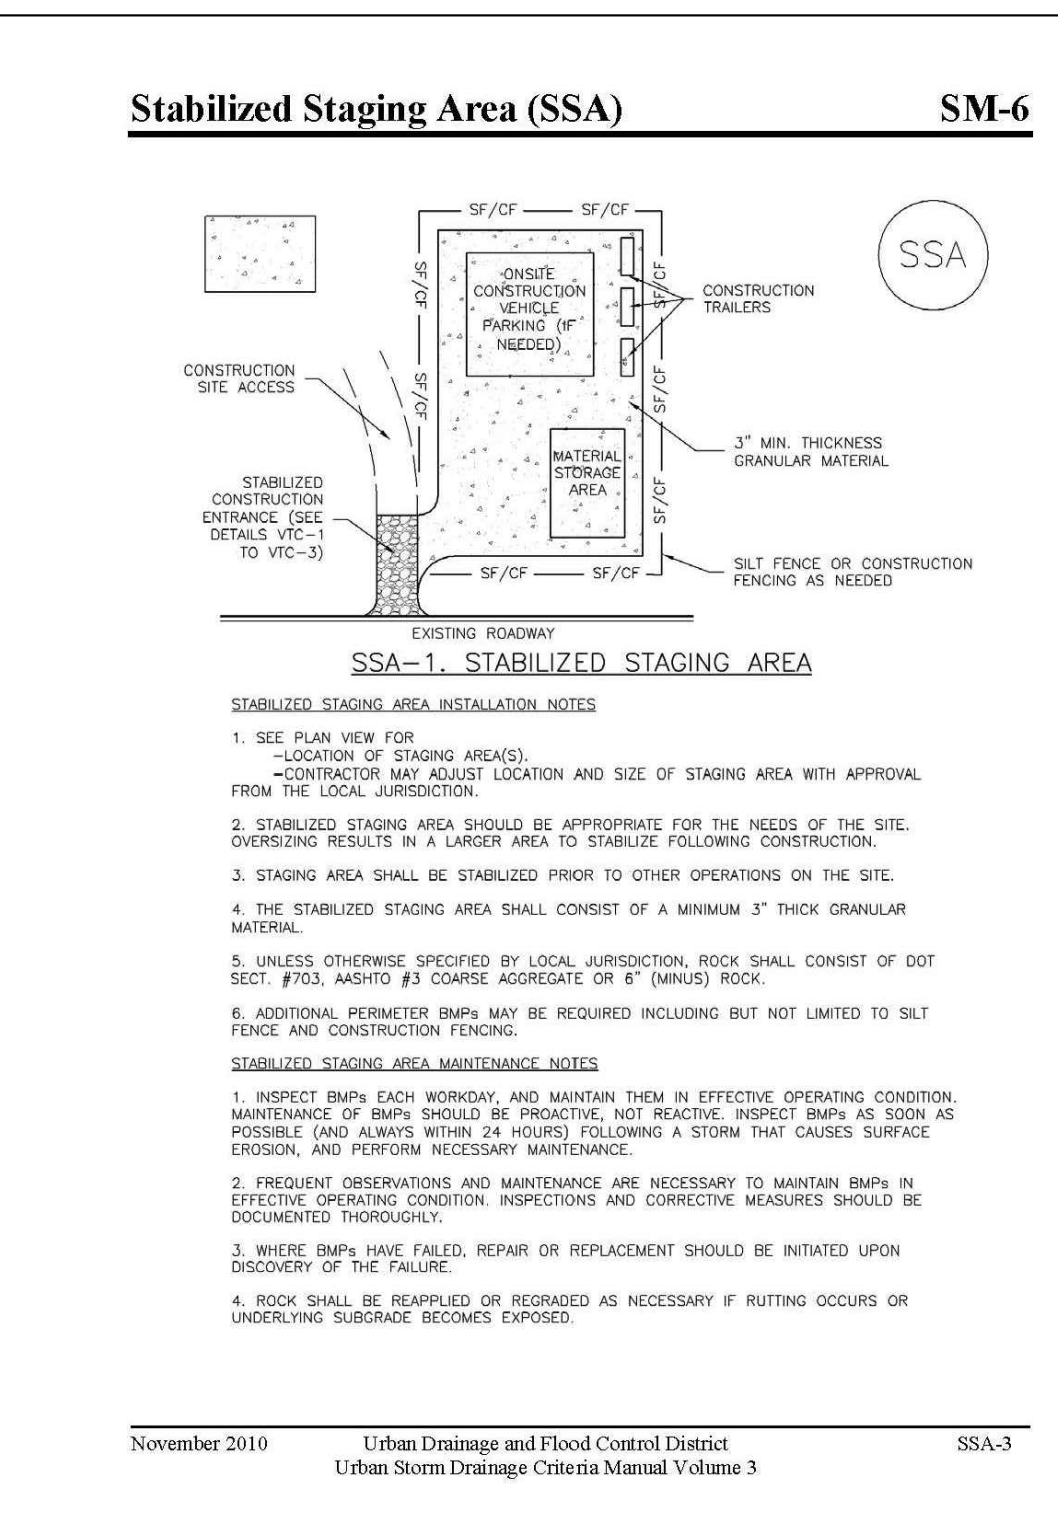 Stabilized Staging Area (SSA) SM-6
SF/CF SF/CF
SSA
SF/CF
SF/CF
ONSITE
CONSTRUCTION
VEHICLE
PARKING (IF
NEEDED)
CONSTRUCTION
TRAILERS
CONSTRUCTION
SITE ACCESS
SF/CF
SF/CF
3" MIN. THICKNESS
GRANULAR MATERIAL
MATERIAL
STORAGE
AREA
STABILIZED
CONSTRUCTION
ENTRANCE (SEE
DETAILS VTC-1
TO VTC-3)
SF/CF
SF/CF SF/CF
SILT FENCE OR CONSTRUCTION
FENCING AS NEEDED
EXISTING ROADWAY
SSA-1. STABILIZED STAGING AREA
STABILIZED STAGING AREA INSTALLATION NOTES
1. SEE PLAN VIEW FOR
-LOCATION OF STAGING AREA(S).
-CONTRACTOR MAY ADJUST LOCATION AND SIZE OF STAGING AREA WITH APPROVAL
FROM THE LOCAL JURISDICTION.
2. STABILIZED STAGING AREA SHOULD BE APPROPRIATE FOR THE NEEDS OF THE SITE.
OVERSIZING RESULTS IN A LARGER AREA TO STABILIZE FOLLOWING CONSTRUCTION.
3. STAGING AREA SHALL BE STABILIZED PRIOR TO OTHER OPERATIONS ON THE SITE.
4. THE STABILIZED STAGING AREA SHALL CONSIST OF A MINIMUM 3" THICK GRANULAR
MATERIAL.
5. UNLESS OTHERWISE SPECIFIED BY LOCAL JURISDICTION, ROCK SHALL CONSIST OF DOT
SECT. #703, AASHTO #3 COARSE AGGREGATE OR 6" (MINUS) ROCK.
6. ADDITIONAL PERIMETER BMPs MAY BE REQUIRED INCLUDING BUT NOT LIMITED TO SILT
FENCE AND CONSTRUCTION FENCING.
STABILIZED STAGING AREA MAINTENANCE NOTES
1. INSPECT BMPs EACH WORKDAY, AND MAINTAIN THEM IN EFFECTIVE OPERATING CONDITION.
MAINTENANCE OF BMPs SHOULD BE PROACTIVE, NOT REACTIVE. INSPECT BMPs AS SOON AS
POSSIBLE (AND ALWAYS WITHIN 24 HOURS) FOLLOWING A STORM THAT CAUSES SURFACE
EROSION, AND PERFORM NECESSARY MAINTENANCE.
2. FREQUENT OBSERVATIONS AND MAINTENANCE ARE NECESSARY TO MAINTAIN BMPs IN
EFFECTIVE OPERATING CONDITION. INSPECTIONS AND CORRECTIVE MEASURES SHOULD BE
DOCUMENTED THOROUGHLY.
3. WHERE BMPs HAVE FAILED, REPAIR OR REPLACEMENT SHOULD BE INITIATED UPON
DISCOVERY OF THE FAILURE.
4. ROCK SHALL BE REAPPLIED OR REGRADED AS NECESSARY IF RUTTING OCCURS OR
UNDERLYING SUBGRADE BECOMES EXPOSED.
November 2010 Urban Drainage and Flood Control District SSA-3
Urban Storm Drainage Criteria Manual Volume 3